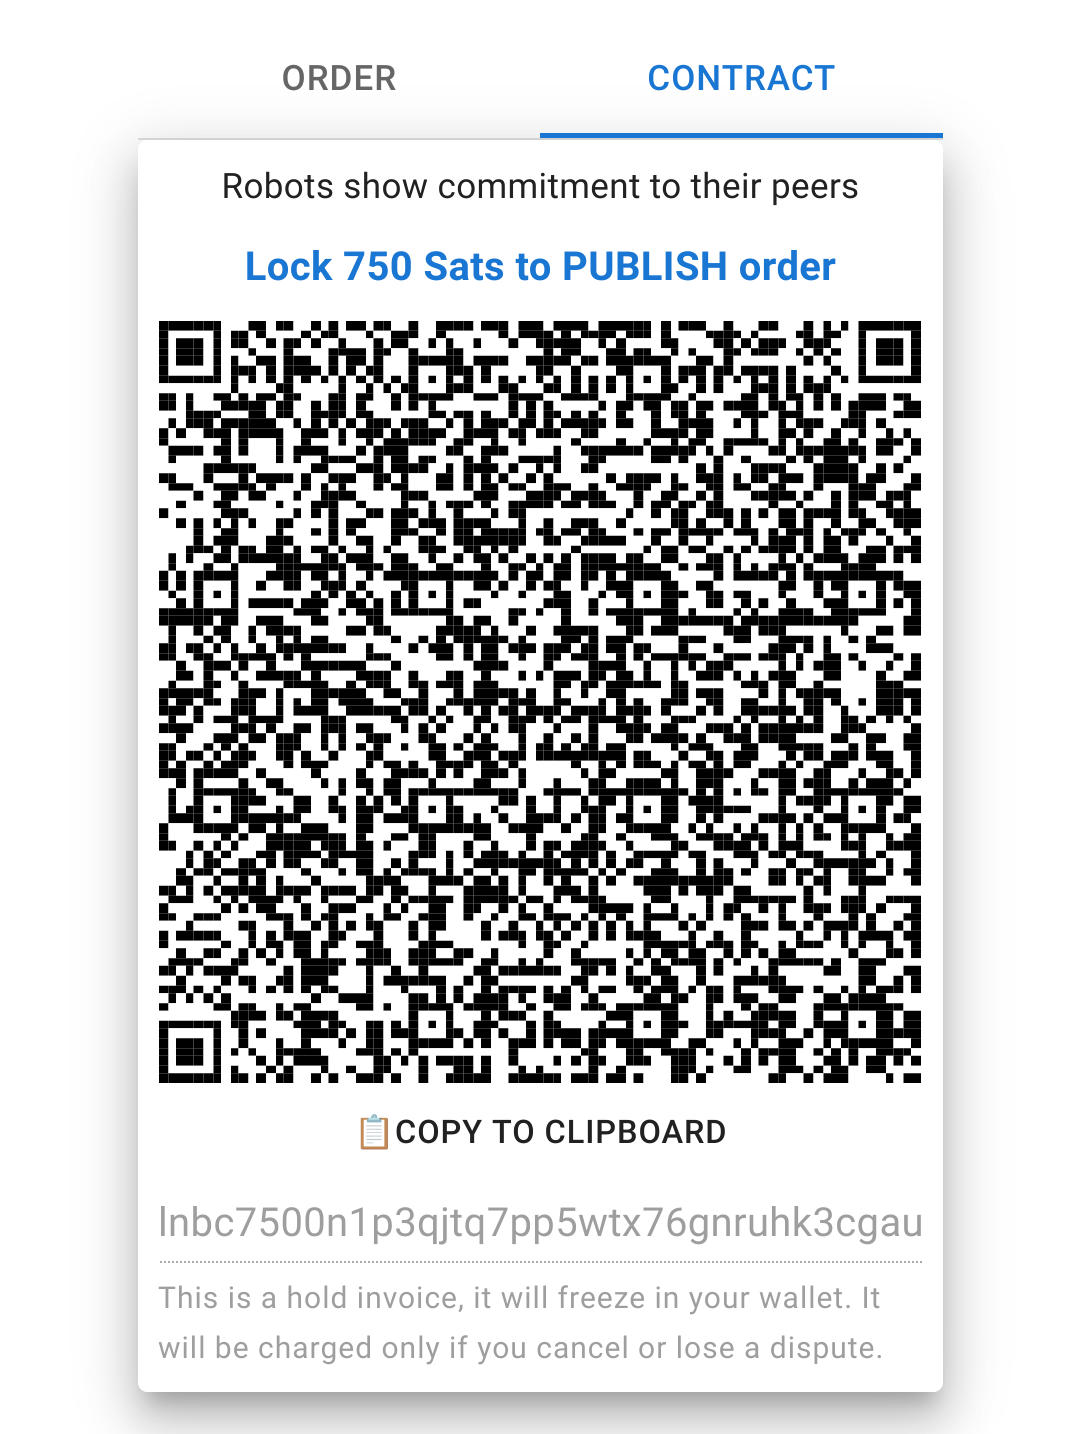 ORDER
CONTRACT
Robots show commitment to their peers
Lock 750 Sats to PUBLISH order
📋COPY TO CLIPBOARD
lnbc7500n1p3qjtq7pp5wtx76gnruhk3cgau
This is a hold invoice, it will freeze in your wallet. It
will be charged only if you cancel or lose a dispute.